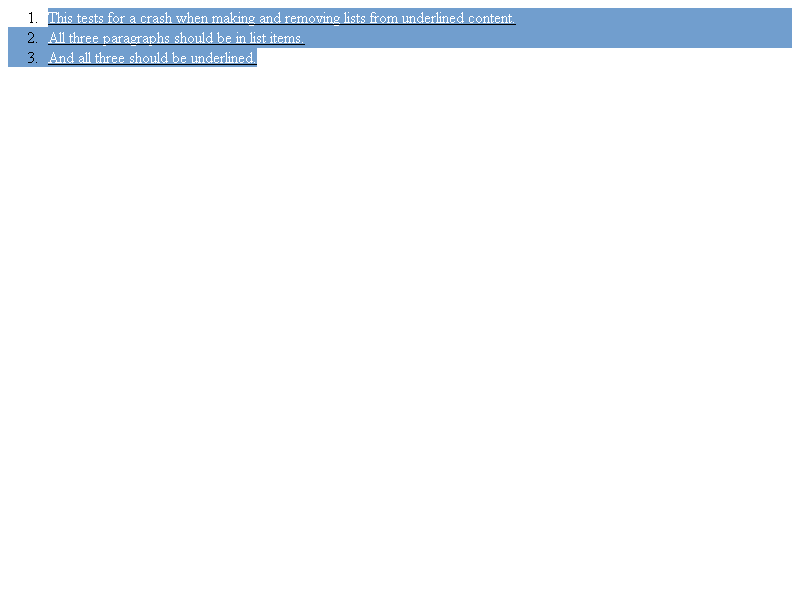 1. This tests for a crash when making and removing lists from underlined content.
2. All three paragraphs should be in list items.
3. And all three should be underlined.